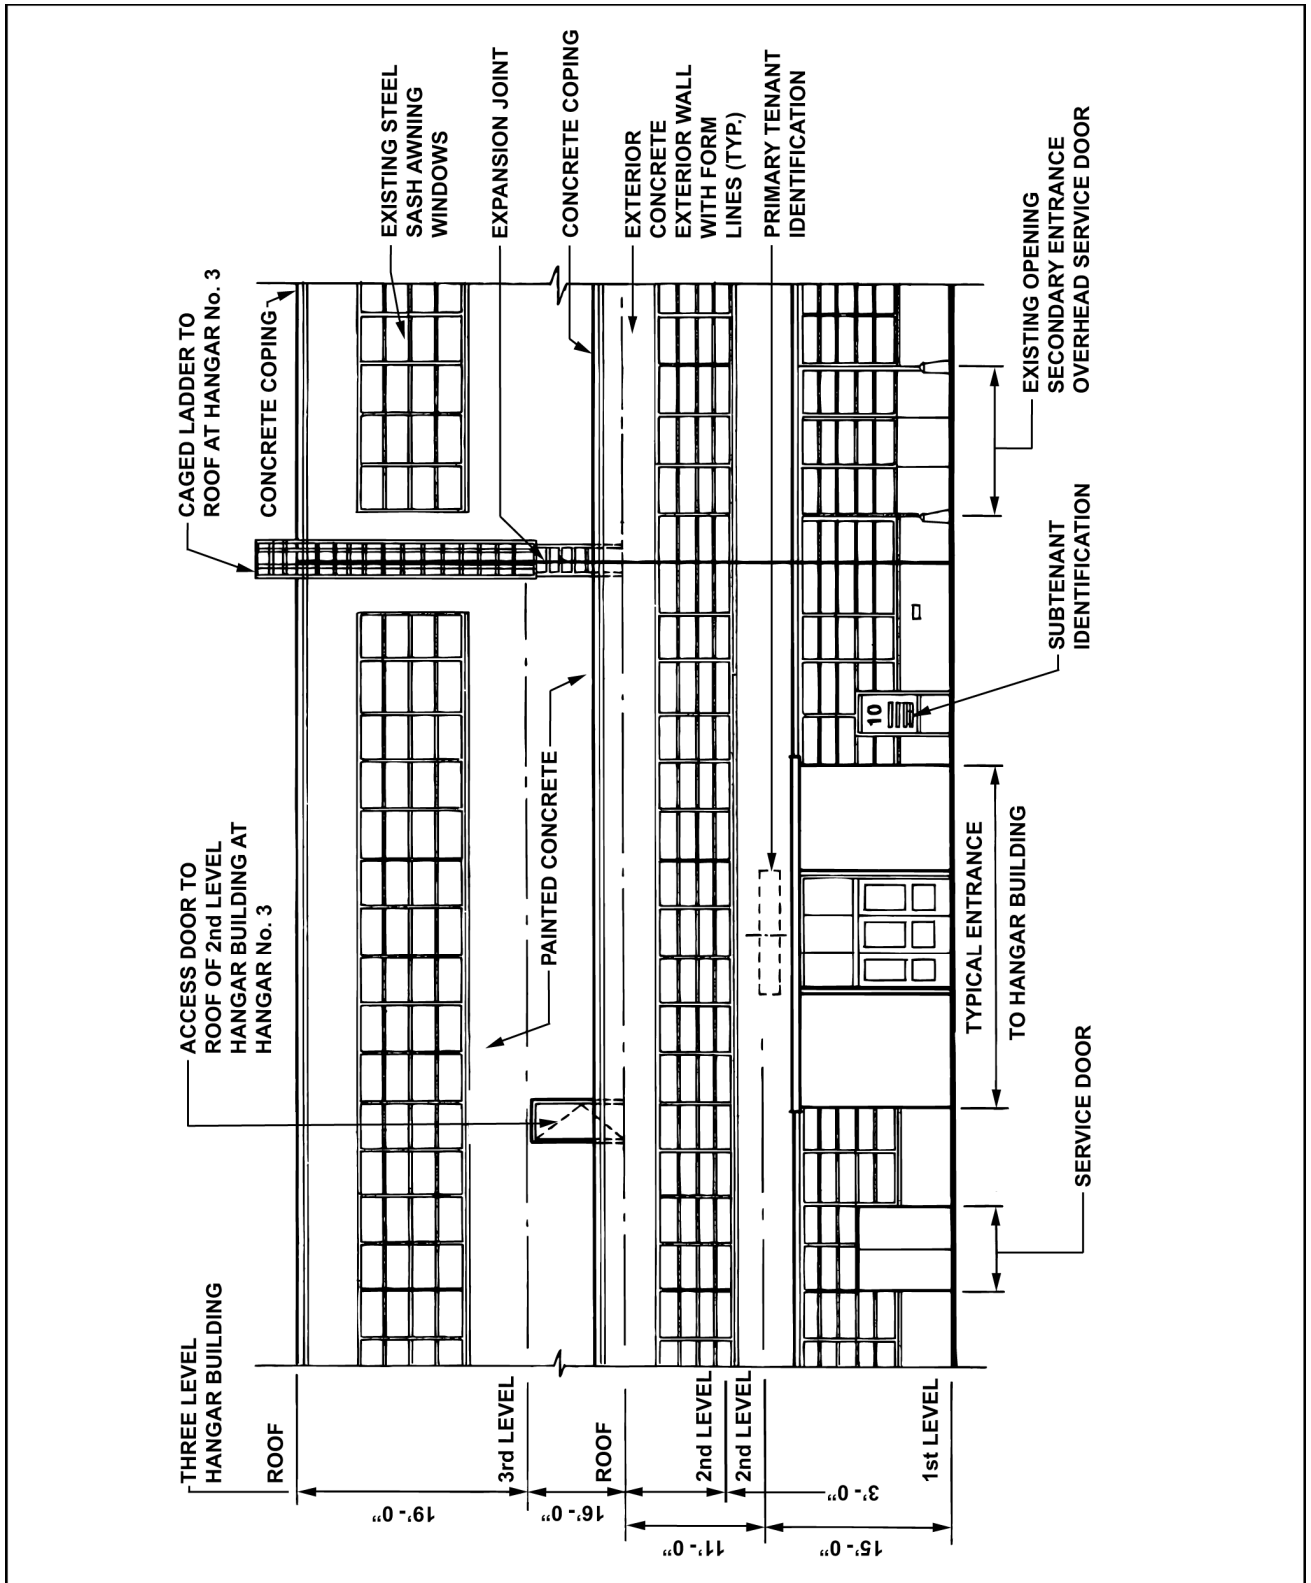 THREE LEVEL
HANGAR BUILDING
ROOF
ACCESS DOOR TO
ROOF OF 2nd LEVEL
HANGAR BUILDING AT
HANGAR No. 3
CAGED LADDER TO
ROOF AT HANGAR No. 3
CONCRETE COPING
EXISTING STEEL
SASH AWNING
WINDOWS
EXPANSION JOINT
CONCRETE COPING
EXTERIOR
CONCRETE
EXTERIOR WALL
WITH FORM
LINES (TYP.)
PRIMARY TENANT
IDENTIFICATION
PAINTED CONCRETE
3rd LEVEL
ROOF
2nd LEVEL
2nd LEVEL
1st LEVEL
19'-0"
16'-0"
3'-0"
11'-0"
15'-0"
10
SERVICE DOOR
TYPICAL ENTRANCE
TO HANGAR BUILDING
SUBTENANT
IDENTIFICATION
EXISTING OPENING
SECONDARY ENTRANCE
OVERHEAD SERVICE DOOR